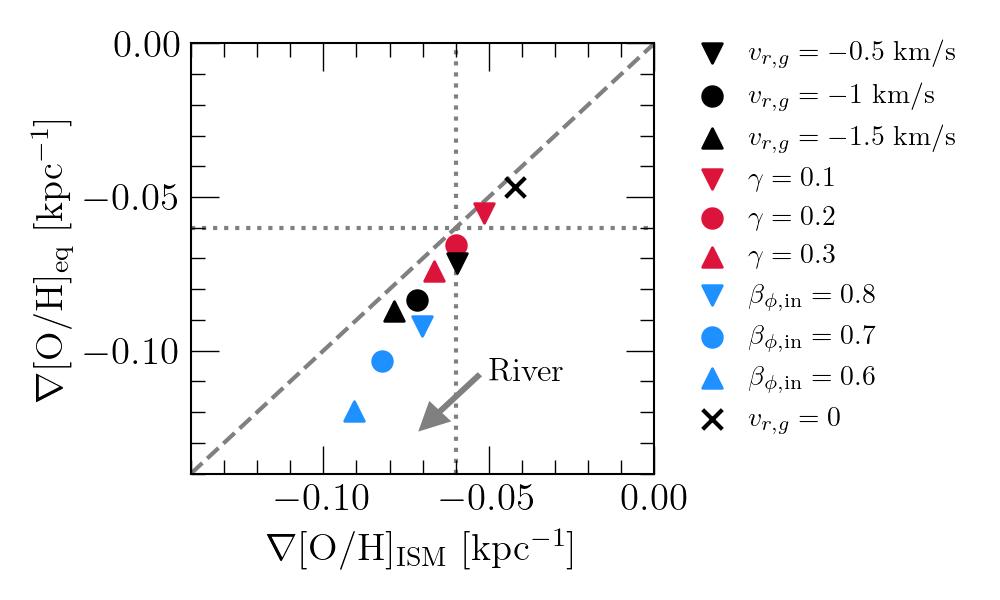 0.00
−0.05
−0.10
∇[O/H]eq [kpc−1]
River
−0.10
−0.05
0.00
∇[O/H]ISM [kpc−1]
vr,g = −0.5 km/s
vr,g = −1 km/s
vr,g = −1.5 km/s
γ = 0.1
γ = 0.2
γ = 0.3
βϕ,in = 0.8
βϕ,in = 0.7
βϕ,in = 0.6
vr,g = 0